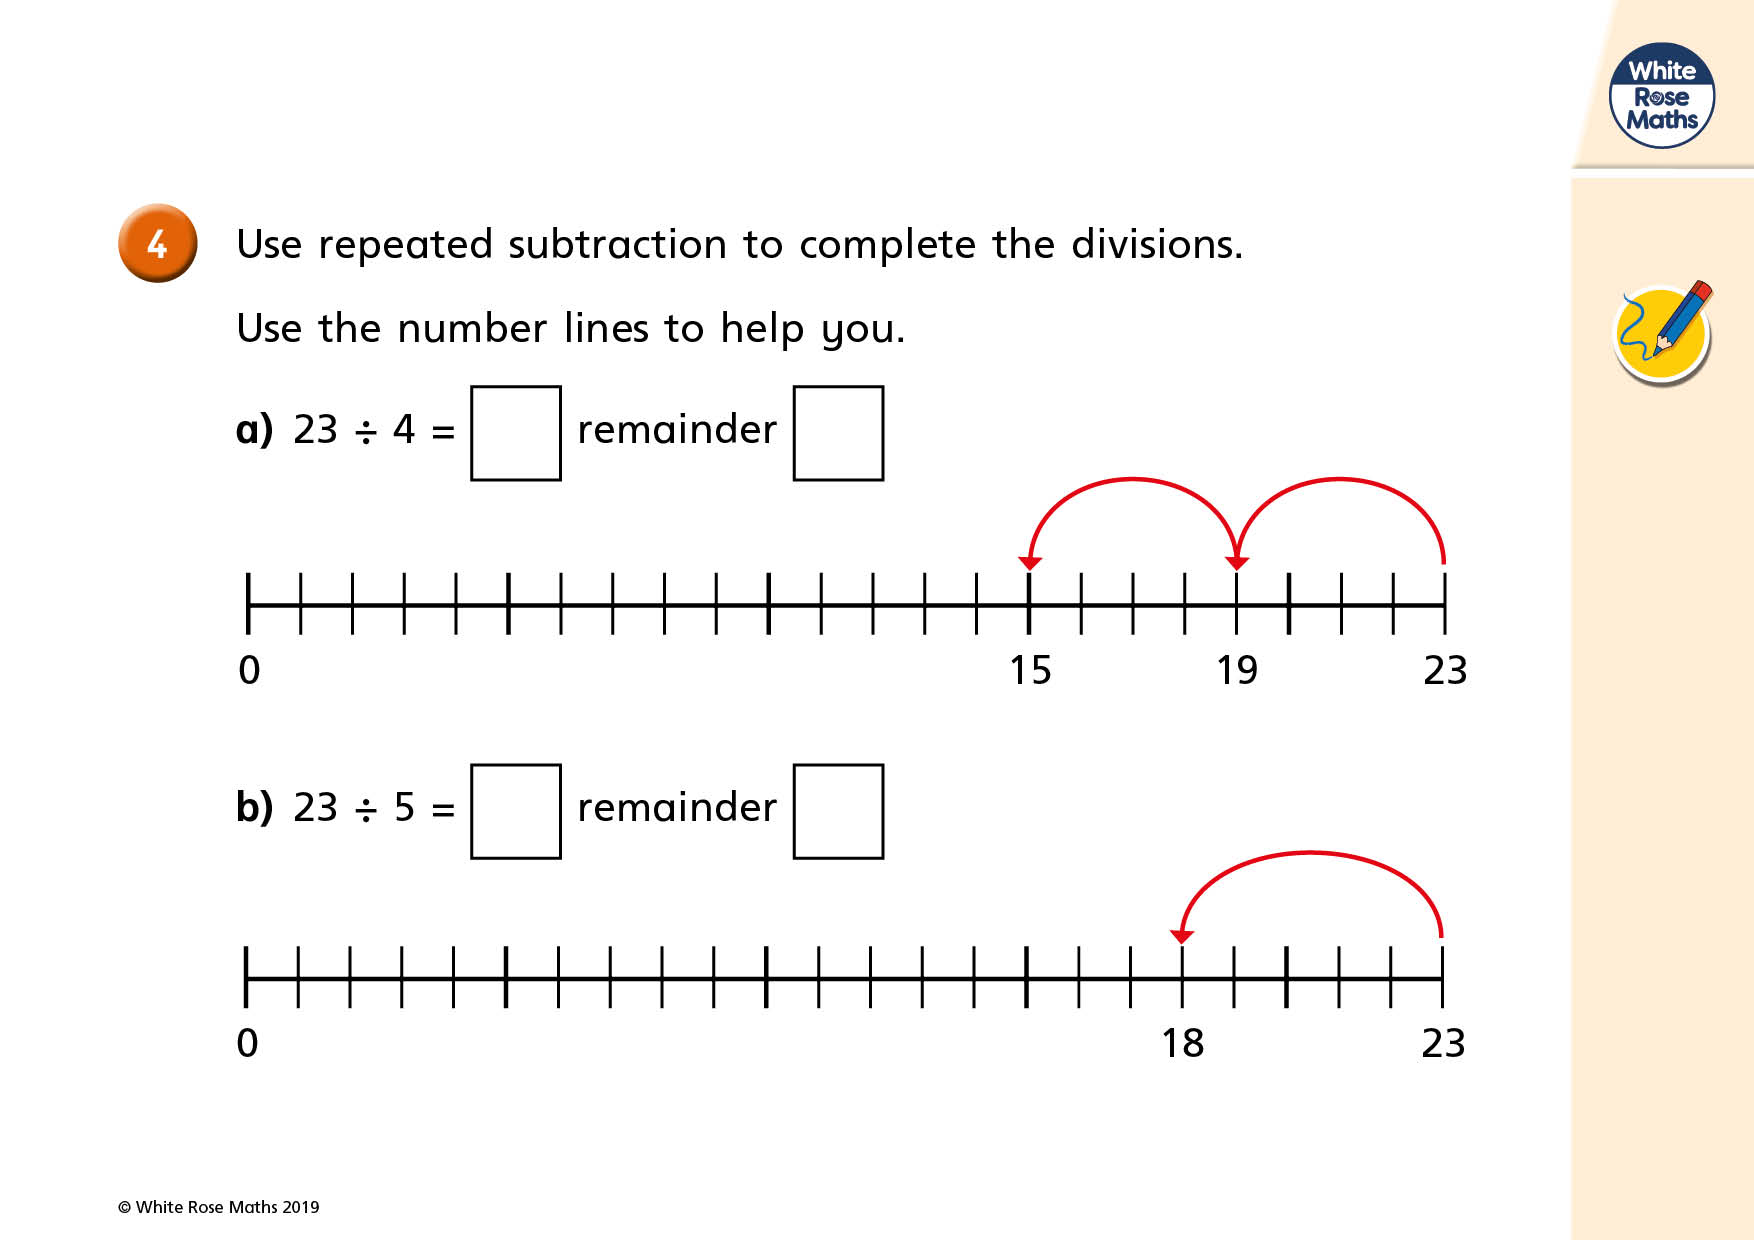 White
Rose
Maths
4 Use repeated subtraction to complete the divisions.
Use the number lines to help you.
a) 23 ÷ 4 = remainder
0 15 19 23
b) 23 ÷ 5 = remainder
0 18 23
© White Rose Maths 2019